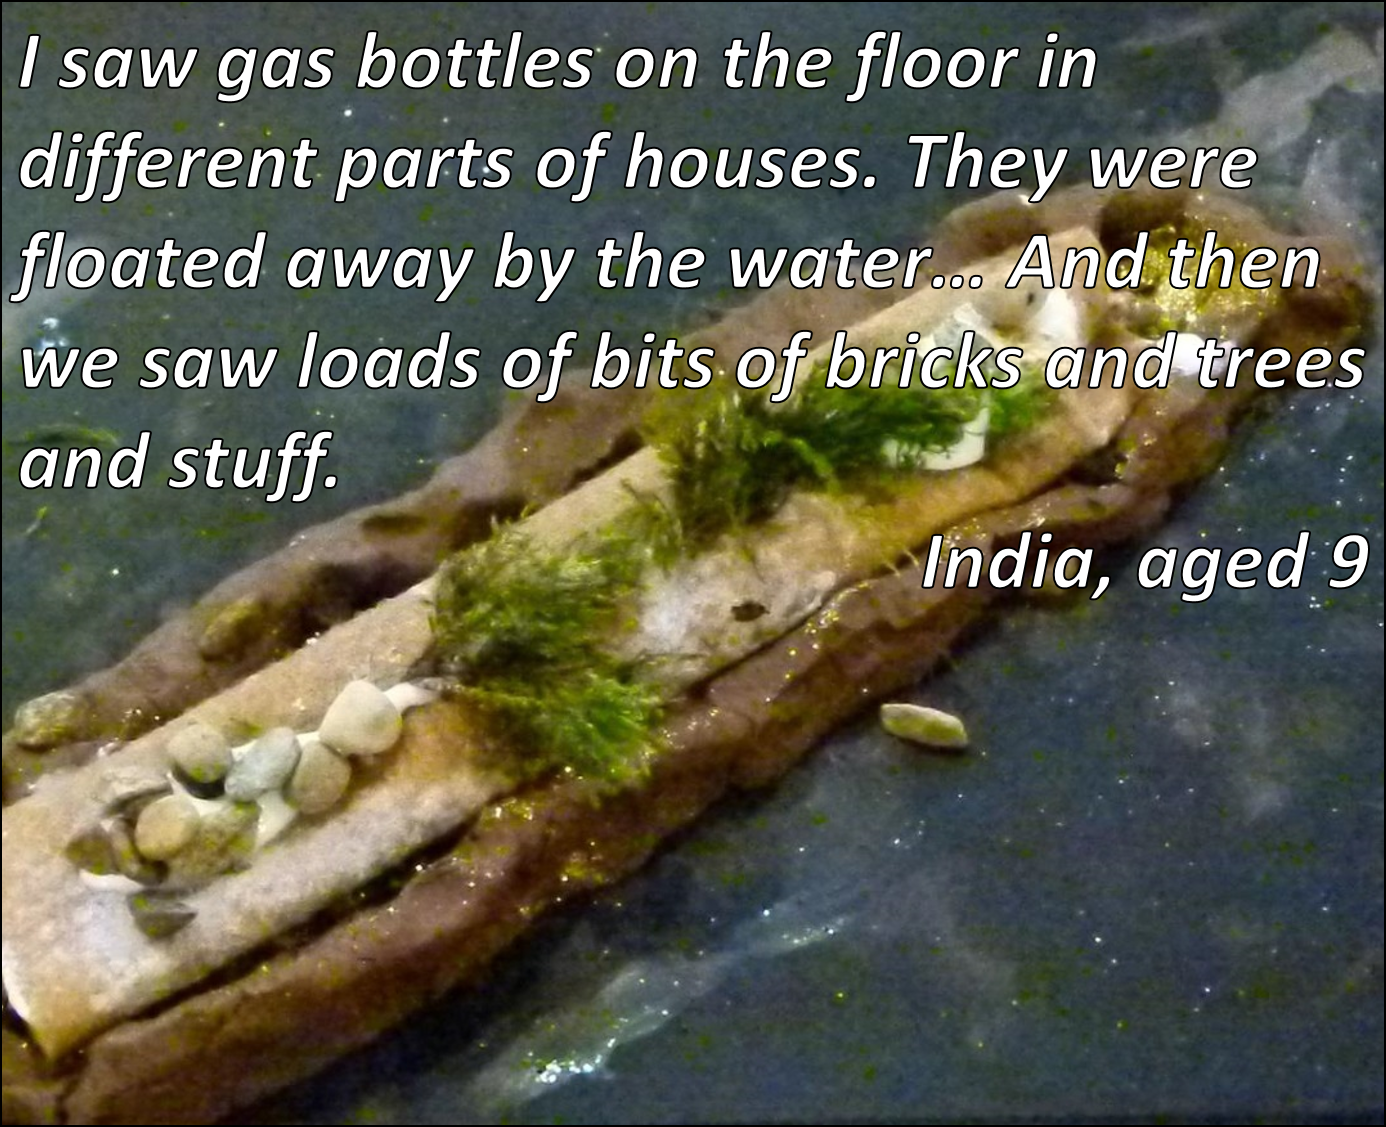 I saw gas bottles on the floor in
different parts of houses. They were
floated away by the water... And then
we saw loads of bits of bricks and trees
and stuff.
India, aged 9